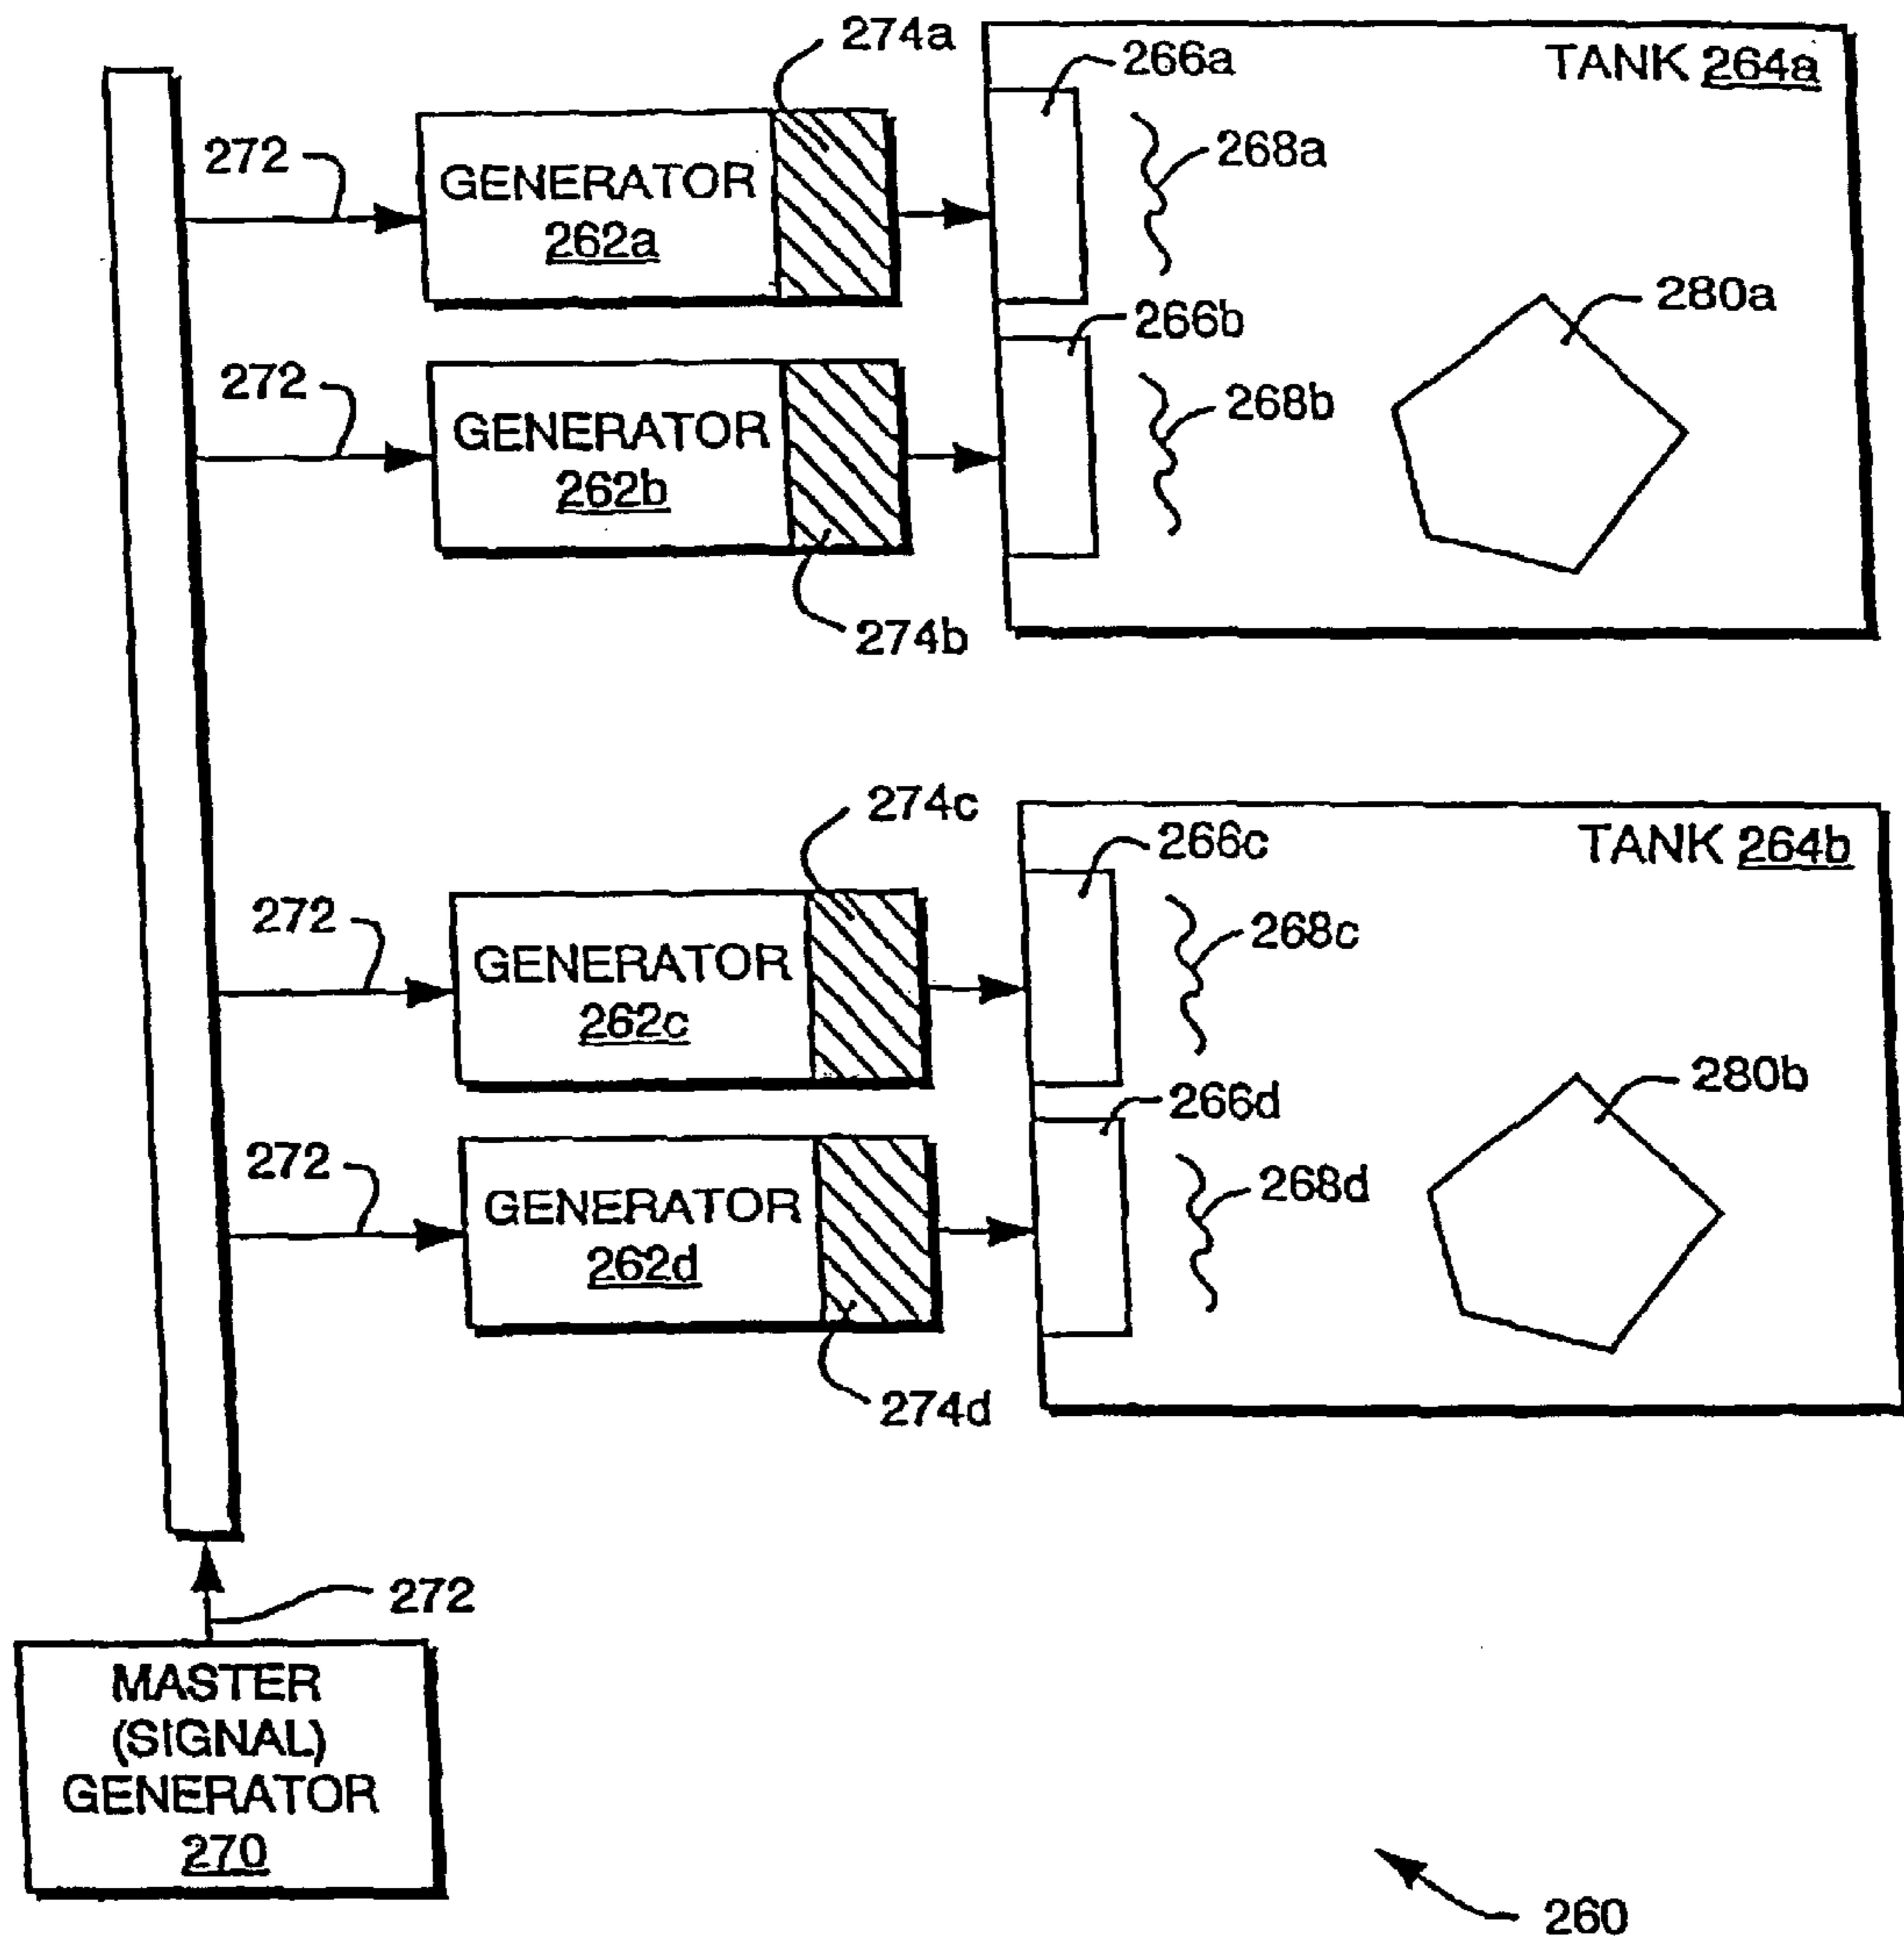 274a
266a
TANK 264a
272
GENERATOR
262a
268a
280a
266b
272
GENERATOR
262b
268b
274b
274c
266c
TANK 264b
272
GENERATOR
262c
268c
280b
266d
272
GENERATOR
262d
268d
274d
272
MASTER
(SIGNAL)
GENERATOR
270
260